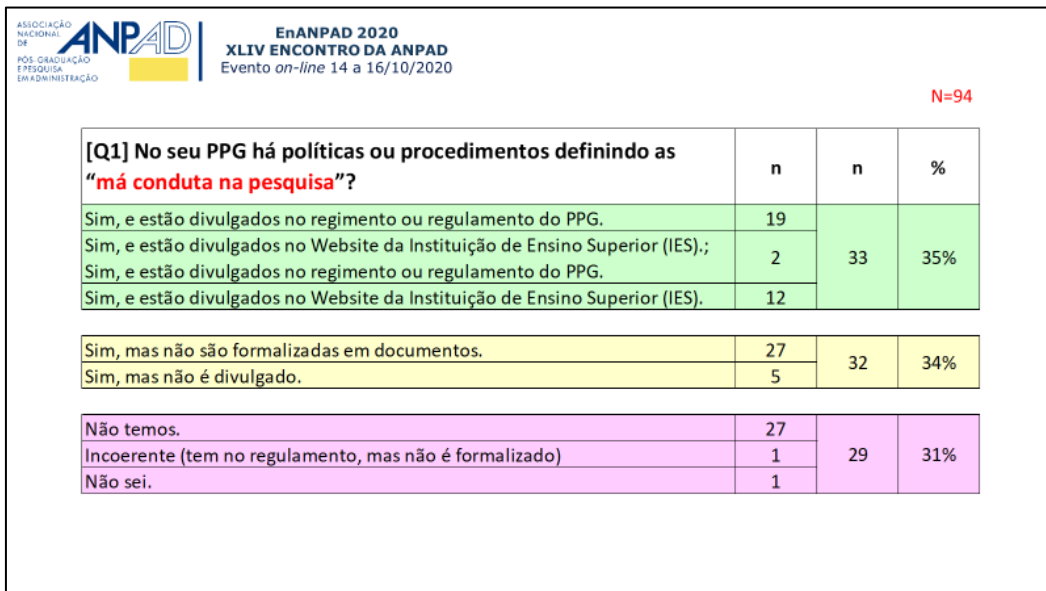 ASSOCIAÇÃO
NACIONAL
DE
PÓS-GRADUAÇÃO
E PESQUISA
EM ADMINISTRAÇÃO
ANPAD
EnANPAD 2020
XLIV ENCONTRO DA ANPAD
Evento on-line 14 a 16/10/2020
N=94
[Q1] No seu PPG há políticas ou procedimentos definindo as
“má conduta na pesquisa”?
n n %
Sim, e estão divulgados no regimento ou regulamento do PPG. 19
Sim, e estão divulgados no Website da Instituição de Ensino Superior (IES).;
Sim, e estão divulgados no regimento ou regulamento do PPG.
2 33 35%
Sim, e estão divulgados no Website da Instituição de Ensino Superior (IES). 12
Sim, mas não são formalizadas em documentos. 27
32 34%
Sim, mas não é divulgado. 5
Não temos. 27
Incoerente (tem no regulamento, mas não é formalizado) 1 29 31%
Não sei. 1